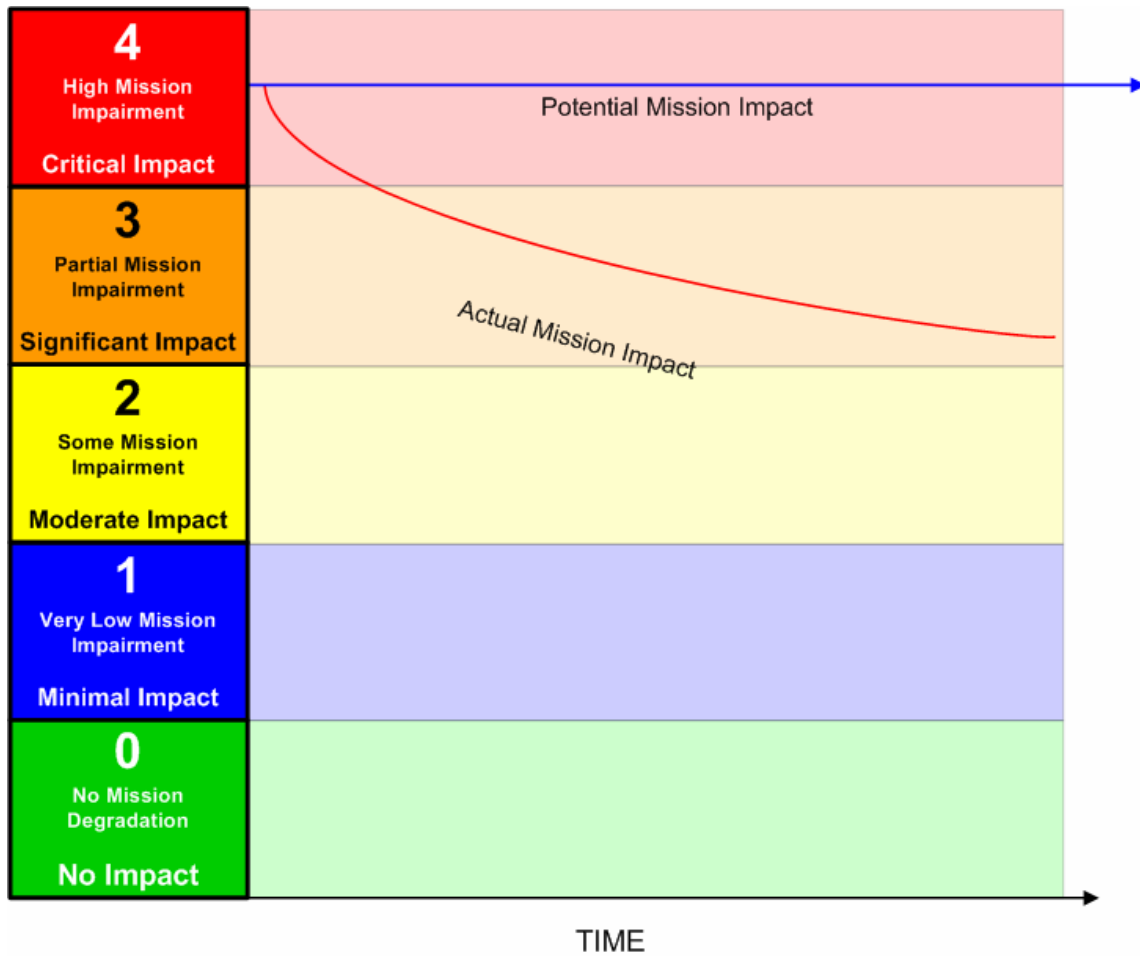 4
High Mission
Impairment
Critical Impact
Potential Mission Impact
3
Partial Mission
Impairment
Significant Impact
Actual Mission Impact
2
Some Mission
Impairment
Moderate Impact
1
Very Low Mission
Impairment
Minimal Impact
0
No Mission
Degradation
No Impact
TIME